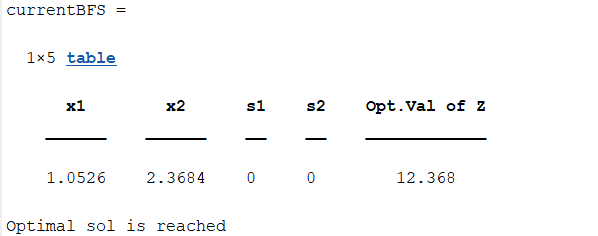 currentBFS =
1×5 table
x1 x2 s1 s2 Opt.Val of Z
1.0526 2.3684 0 0 12.368
Optimal sol is reached